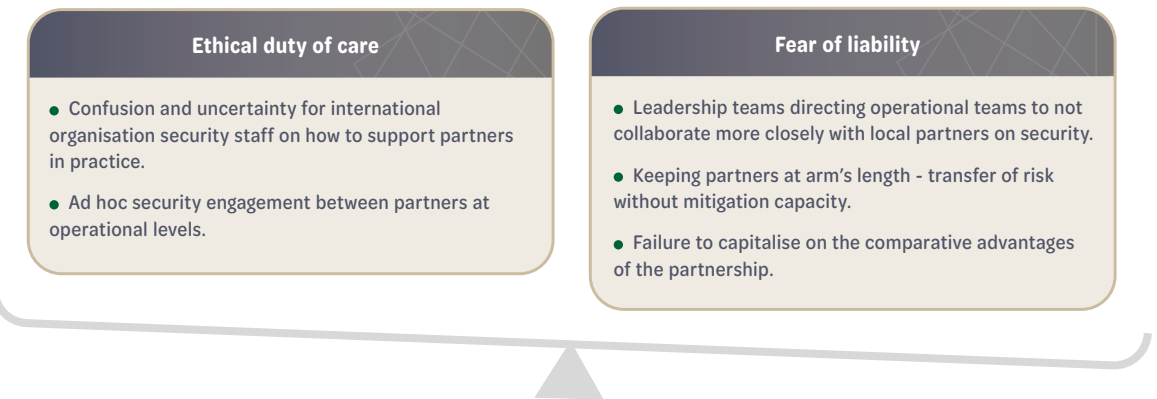 Ethical duty of care
• Confusion and uncertainty for international
organisation security staff on how to support partners
in practice.
• Ad hoc security engagement between partners at
operational levels.
Fear of liability
• Leadership teams directing operational teams to not
collaborate more closely with local partners on security.
• Keeping partners at arm’s length - transfer of risk
without mitigation capacity.
• Failure to capitalise on the comparative advantages
of the partnership.